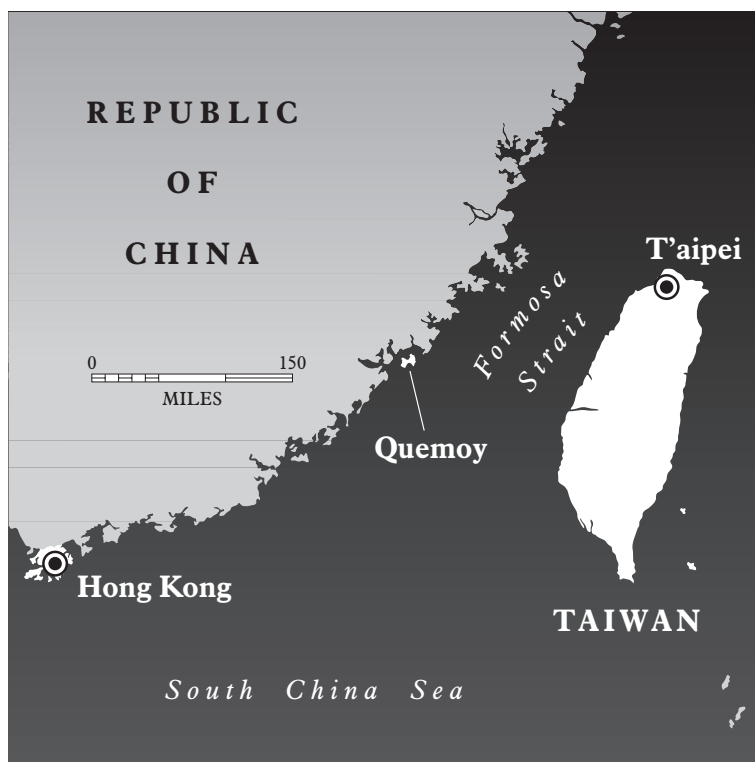 REPUBLIC
OF
CHINA
T’aipei
Formosa
Strait
0 150
MILES
Quemoy
Hong Kong
TAIWAN
South China Sea